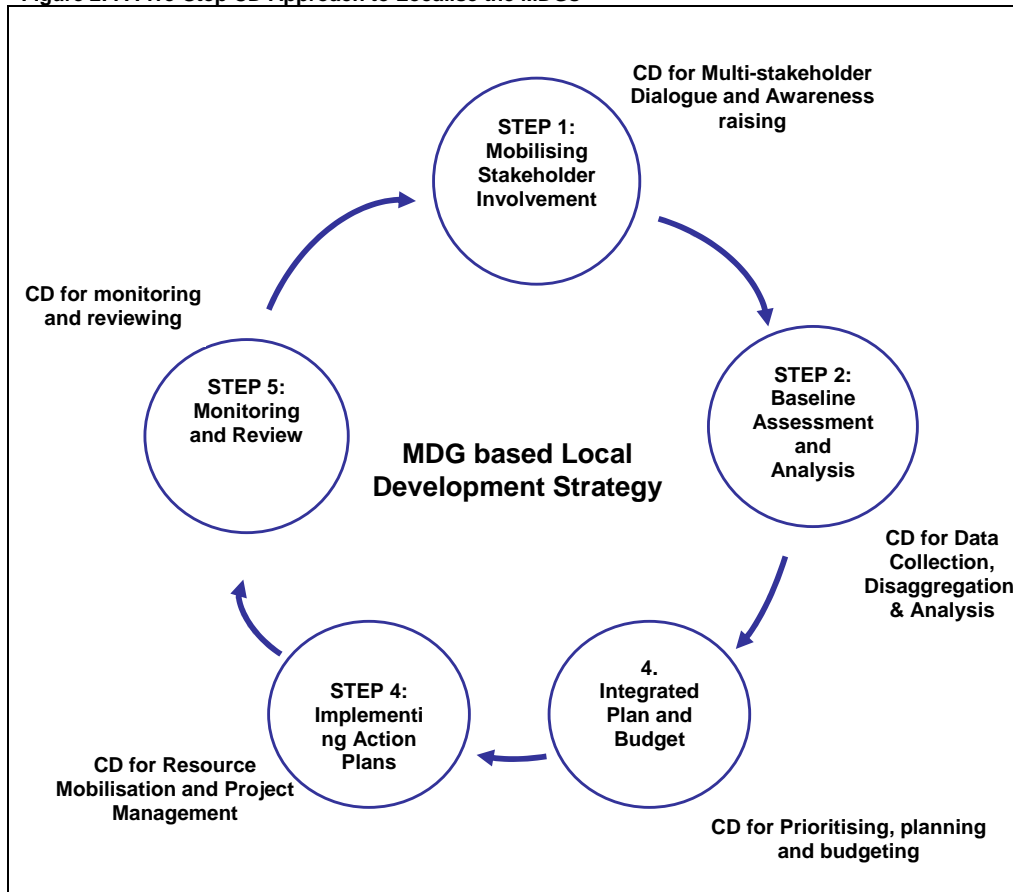 CD for Multi-stakeholder
Dialogue and Awareness
raising
STEP 1:
Mobilising
Stakeholder
Involvement
CD for monitoring
and reviewing
STEP 5:
Monitoring
and Review
STEP 2:
Baseline
Assessment
and
Analysis
MDG based Local
Development Strategy
CD for Data
Collection,
Disaggregation
& Analysis
4.
Integrated
Plan and
Budget
STEP 4:
Implementi
ng Action
Plans
CD for Resource
Mobilisation and Project
Management
CD for Prioritising, planning
and budgeting